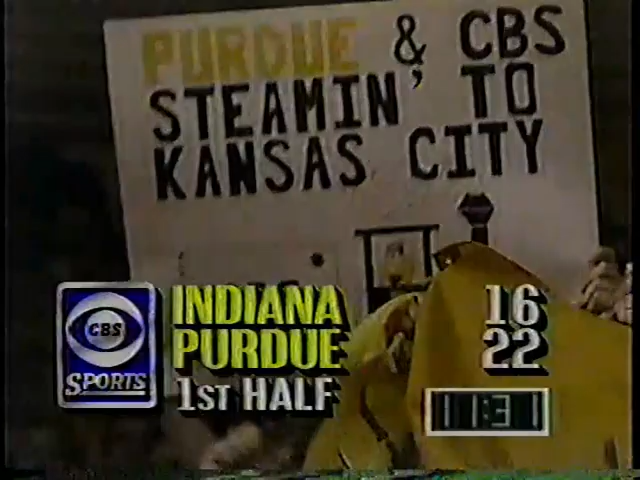 PURDUE & CBS
STEAMIN' TO
KANSAS CITY
CBS
SPORTS
INDIANA 16
PURDUE 22
1ST HALF 11:31